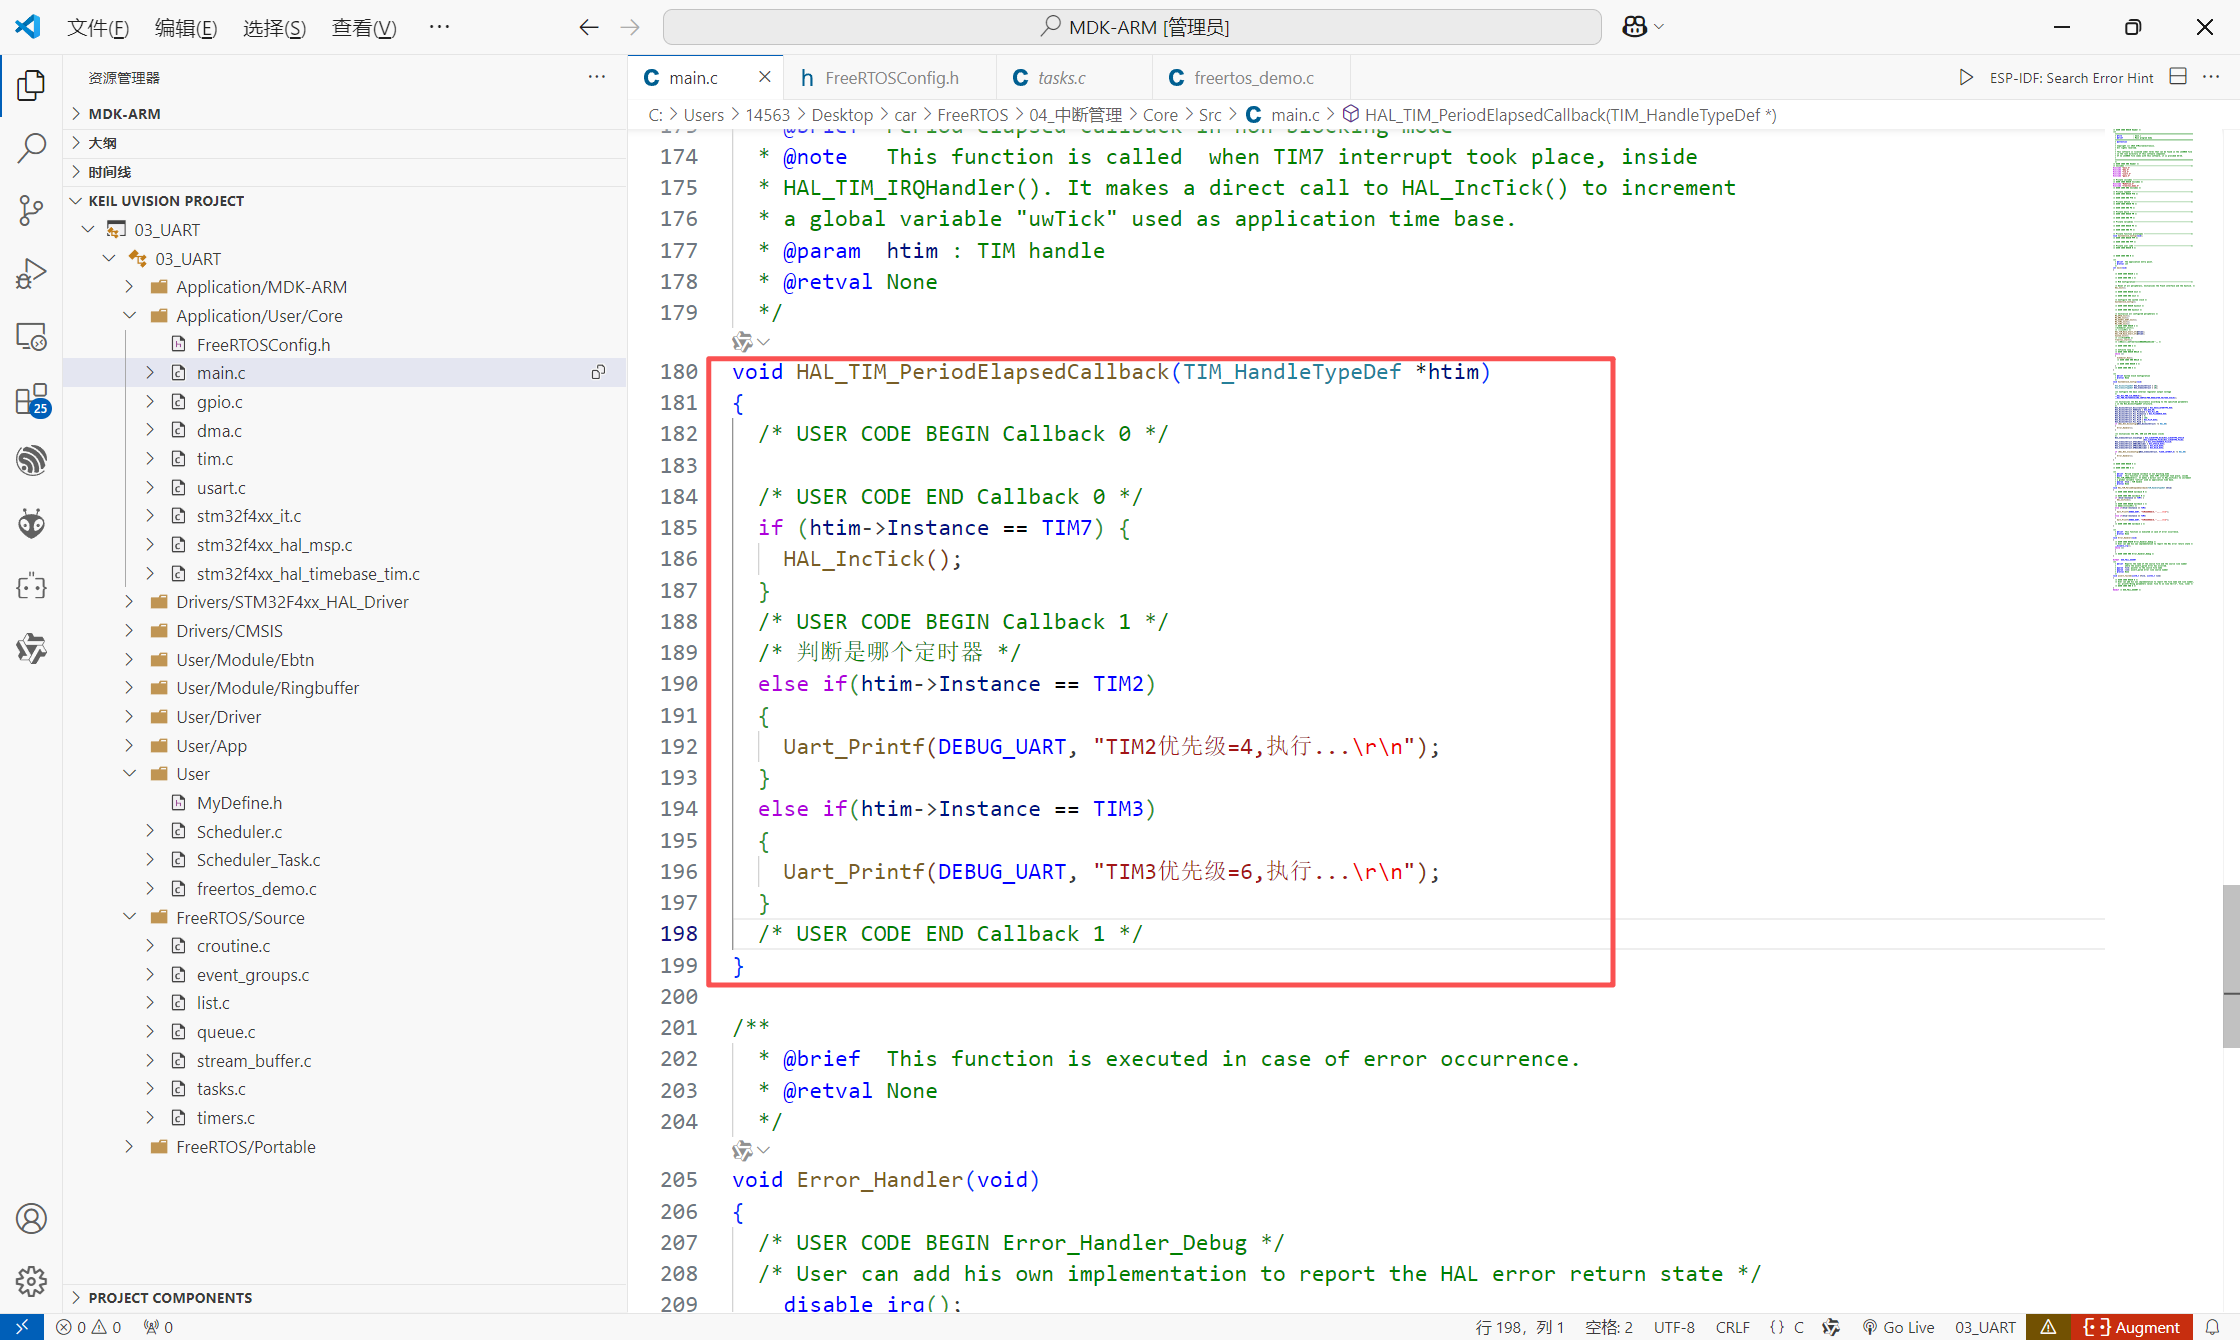 文件(F) 编辑(E) 选择(S) 查看(V) ···
MDK-ARM [管理员]
资源管理器
MDK-ARM
大纲
时间线
KEIL UVISION PROJECT
03_UART
03_UART
Application/MDK-ARM
Application/User/Core
FreeRTOSConfig.h
main.c
gpio.c
dma.c
tim.c
usart.c
stm32f4xx_it.c
stm32f4xx_hal_msp.c
stm32f4xx_hal_timebase_tim.c
Drivers/STM32F4xx_HAL_Driver
Drivers/CMSIS
User/Module/Ebtn
User/Module/Ringbuffer
User/Driver
User/App
User
MyDefine.h
Scheduler.c
Scheduler_Task.c
freertos_demo.c
FreeRTOS/Source
croutine.c
event_groups.c
list.c
queue.c
stream_buffer.c
tasks.c
timers.c
FreeRTOS/Portable
PROJECT COMPONENTS
25
main.c FreeRTOSConfig.h tasks.c freertos_demo.c
ESP-IDF: Search Error Hint
C: > Users > 14563 > Desktop > car > FreeRTOS > 04_中断管理 > Core > Src > main.c > HAL_TIM_PeriodElapsedCallback(TIM_HandleTypeDef *)
173 * @brief Period elapsed callback in non blocking mode
174 * @note This function is called when TIM7 interrupt took place, inside
175 * HAL_TIM_IRQHandler(). It makes a direct call to HAL_IncTick() to increment
176 * a global variable "uwTick" used as application time base.
177 * @param htim : TIM handle
178 * @retval None
179 */
180 void HAL_TIM_PeriodElapsedCallback(TIM_HandleTypeDef *htim)
181 {
182 /* USER CODE BEGIN Callback 0 */
183
184 /* USER CODE END Callback 0 */
185 if (htim->Instance == TIM7) {
186 HAL_IncTick();
187 }
188 /* USER CODE BEGIN Callback 1 */
189 /* 判断是哪个定时器 */
190 else if(htim->Instance == TIM2)
191 {
192 Uart_Printf(DEBUG_UART, "TIM2优先级=4,执行...\r\n");
193 }
194 else if(htim->Instance == TIM3)
195 {
196 Uart_Printf(DEBUG_UART, "TIM3优先级=6,执行...\r\n");
197 }
198 /* USER CODE END Callback 1 */
199 }
200
201 /**
202 * @brief This function is executed in case of error occurrence.
203 * @retval None
204 */
205 void Error_Handler(void)
206 {
207 /* USER CODE BEGIN Error_Handler_Debug */
208 /* User can add his own implementation to report the HAL error return state */
209 __disable_irq();
0 0 0
行 198, 列 1 空格: 2 UTF-8 CRLF {} C Go Live 03_UART Augment